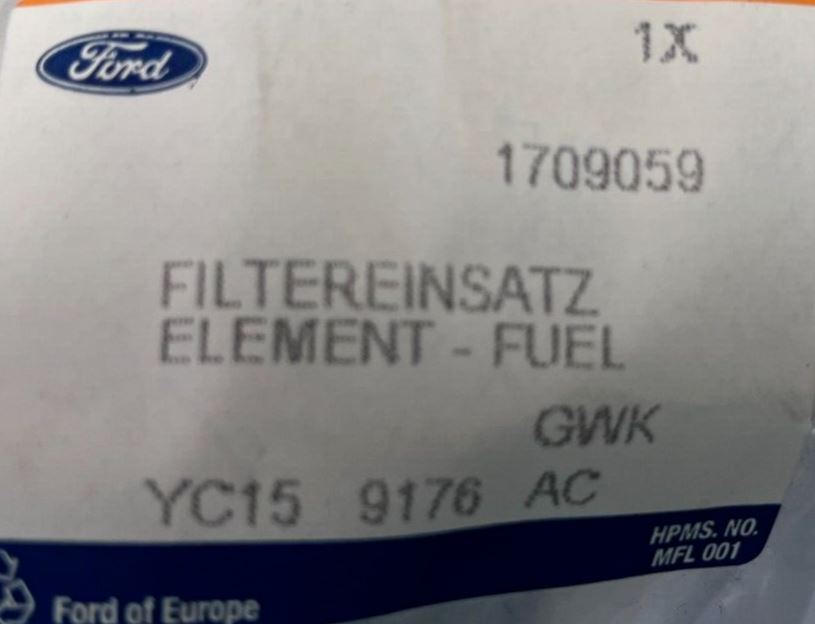 Ford
1X
1709059
FILTEREINSATZ
ELEMENT - FUEL
GWK
YC15 9176 AC
HPMS. NO.
MFL 001
Ford of Europe